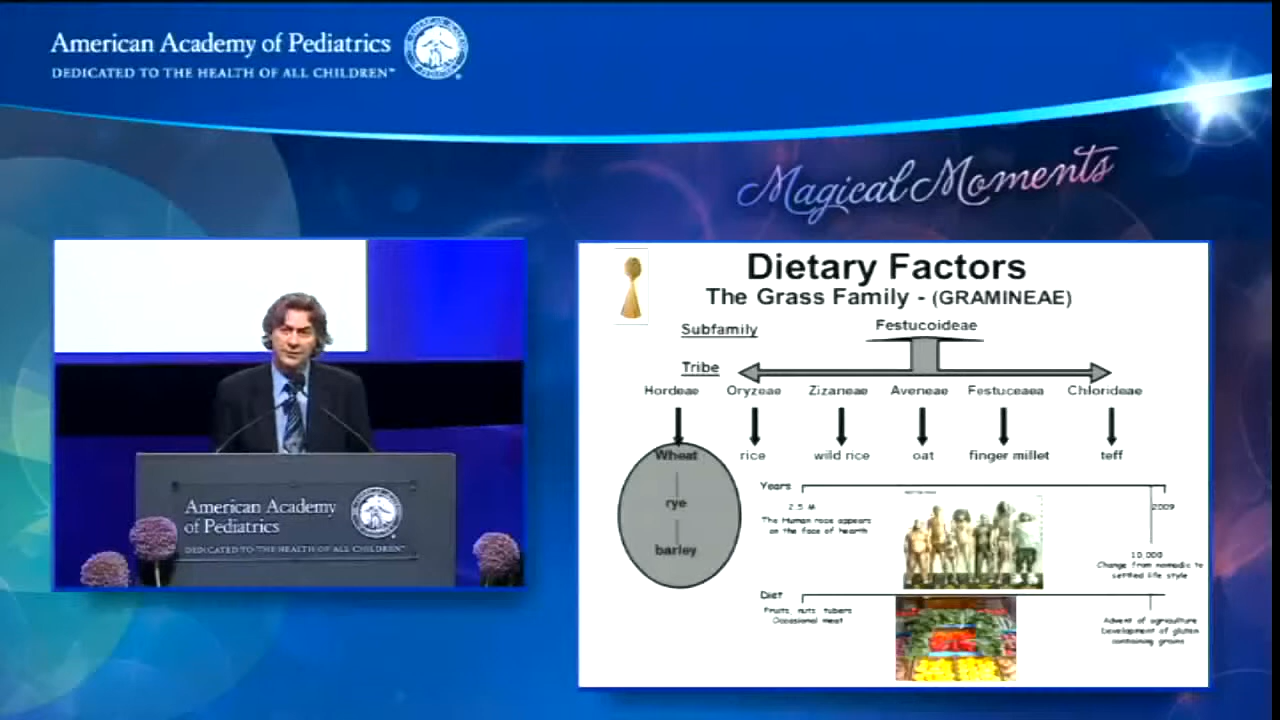 American Academy of Pediatrics
DEDICATED TO THE HEALTH OF ALL CHILDREN™
Magical Moments
American Academy
of Pediatrics
DEDICATED TO THE HEALTH OF ALL CHILDREN™
Dietary Factors
The Grass Family - (GRAMINEAE)
Subfamily
Festucoideae
Tribe
Hordeae Oryzeae Zizaneae Aveneae Festuceaea Chlorideae
Wheat rice wild rice oat finger millet teff
rye
barley
Years
2.5 M
2009
The Human race appears
on the face of hearth
10,000
Change from nomadic to
settled life style
Diet
Fruits, nuts tubers
Occasional meat
Advent of agriculture
Development of gluten
containing grains